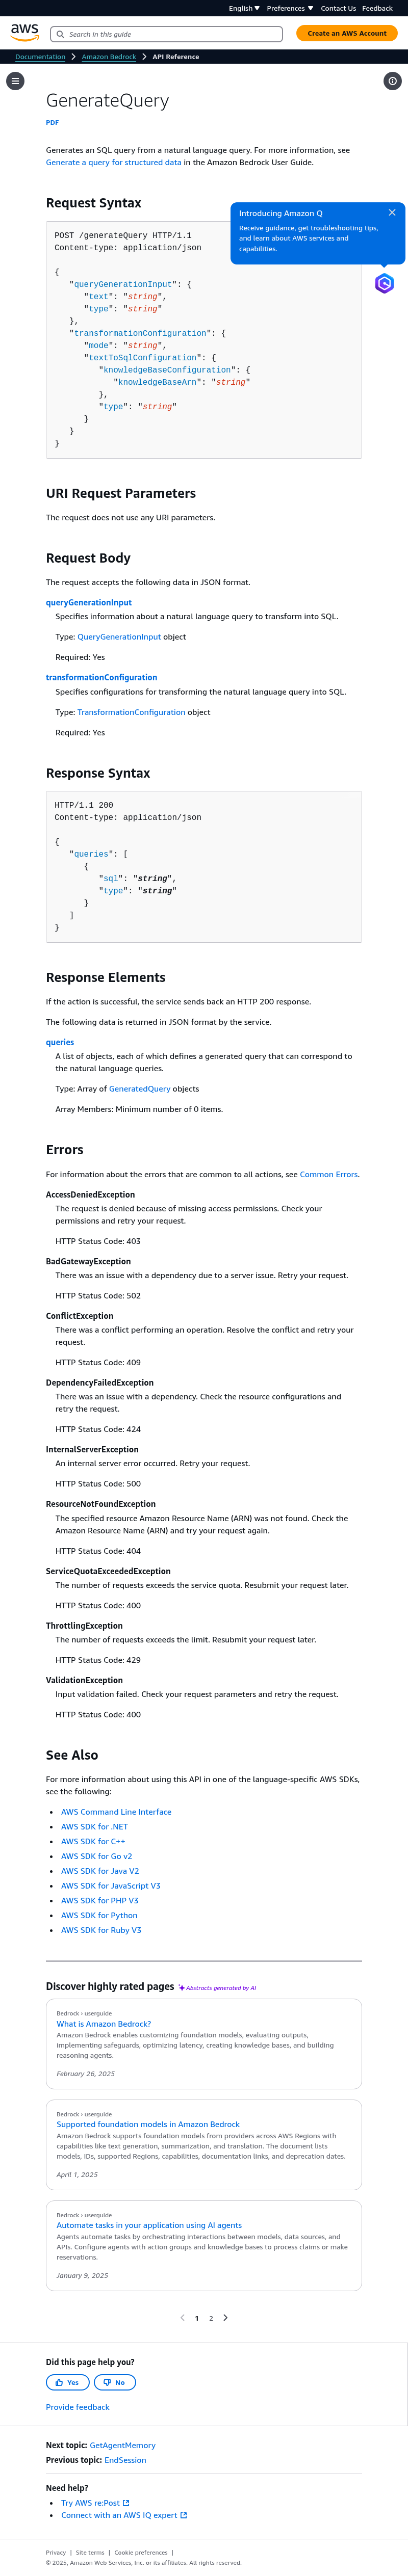 English
Preferences
Contact Us
Feedback
aws
Search in this guide
Create an AWS Account
Documentation
Amazon Bedrock
API Reference
GenerateQuery
PDF
Generates an SQL query from a natural language query. For more information, see
Generate a query for structured data in the Amazon Bedrock User Guide.
Request Syntax
Introducing Amazon Q
Receive guidance, get troubleshooting tips,
and learn about AWS services and
capabilities.
POST /generateQuery HTTP/1.1
Content-type: application/json
{
   "queryGenerationInput": {
      "text": "string",
      "type": "string"
   },
   "transformationConfiguration": {
      "mode": "string",
      "textToSqlConfiguration": {
         "knowledgeBaseConfiguration": {
            "knowledgeBaseArn": "string"
         },
         "type": "string"
      }
   }
}
URI Request Parameters
The request does not use any URI parameters.
Request Body
The request accepts the following data in JSON format.
queryGenerationInput
Specifies information about a natural language query to transform into SQL.
Type: QueryGenerationInput object
Required: Yes
transformationConfiguration
Specifies configurations for transforming the natural language query into SQL.
Type: TransformationConfiguration object
Required: Yes
Response Syntax
HTTP/1.1 200
Content-type: application/json
{
   "queries": [
      {
         "sql": "string",
         "type": "string"
      }
   ]
}
Response Elements
If the action is successful, the service sends back an HTTP 200 response.
The following data is returned in JSON format by the service.
queries
A list of objects, each of which defines a generated query that can correspond to
the natural language queries.
Type: Array of GeneratedQuery objects
Array Members: Minimum number of 0 items.
Errors
For information about the errors that are common to all actions, see Common Errors.
AccessDeniedException
The request is denied because of missing access permissions. Check your
permissions and retry your request.
HTTP Status Code: 403
BadGatewayException
There was an issue with a dependency due to a server issue. Retry your request.
HTTP Status Code: 502
ConflictException
There was a conflict performing an operation. Resolve the conflict and retry your
request.
HTTP Status Code: 409
DependencyFailedException
There was an issue with a dependency. Check the resource configurations and
retry the request.
HTTP Status Code: 424
InternalServerException
An internal server error occurred. Retry your request.
HTTP Status Code: 500
ResourceNotFoundException
The specified resource Amazon Resource Name (ARN) was not found. Check the
Amazon Resource Name (ARN) and try your request again.
HTTP Status Code: 404
ServiceQuotaExceededException
The number of requests exceeds the service quota. Resubmit your request later.
HTTP Status Code: 400
ThrottlingException
The number of requests exceeds the limit. Resubmit your request later.
HTTP Status Code: 429
ValidationException
Input validation failed. Check your request parameters and retry the request.
HTTP Status Code: 400
See Also
For more information about using this API in one of the language-specific AWS SDKs,
see the following:
• AWS Command Line Interface
• AWS SDK for .NET
• AWS SDK for C++
• AWS SDK for Go v2
• AWS SDK for Java V2
• AWS SDK for JavaScript V3
• AWS SDK for PHP V3
• AWS SDK for Python
• AWS SDK for Ruby V3
Discover highly rated pages Abstracts generated by AI
Bedrock › userguide
What is Amazon Bedrock?
Amazon Bedrock enables customizing foundation models, evaluating outputs,
implementing safeguards, optimizing latency, creating knowledge bases, and building
reasoning agents.
February 26, 2025
Bedrock › userguide
Supported foundation models in Amazon Bedrock
Amazon Bedrock supports foundation models from providers across AWS Regions with
capabilities like text generation, summarization, and translation. The document lists
models, IDs, supported Regions, capabilities, documentation links, and deprecation dates.
April 1, 2025
Bedrock › userguide
Automate tasks in your application using AI agents
Agents automate tasks by orchestrating interactions between models, data sources, and
APIs. Configure agents with action groups and knowledge bases to process claims or make
reservations.
January 9, 2025
1 2
Did this page help you?
Yes
No
Provide feedback
Next topic: GetAgentMemory
Previous topic: EndSession
Need help?
• Try AWS re:Post
• Connect with an AWS IQ expert
Privacy | Site terms | Cookie preferences |
© 2025, Amazon Web Services, Inc. or its affiliates. All rights reserved.